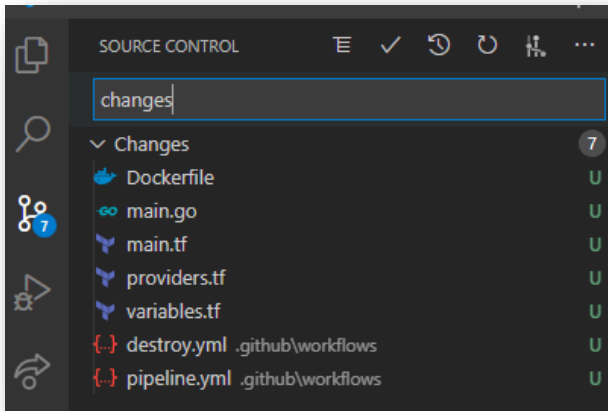 SOURCE CONTROL
changes
Changes 7
Dockerfile U
GO main.go U
main.tf U
providers.tf U
7
variables.tf U
{..} destroy.yml .github\workflows U
{..} pipeline.yml .github\workflows U